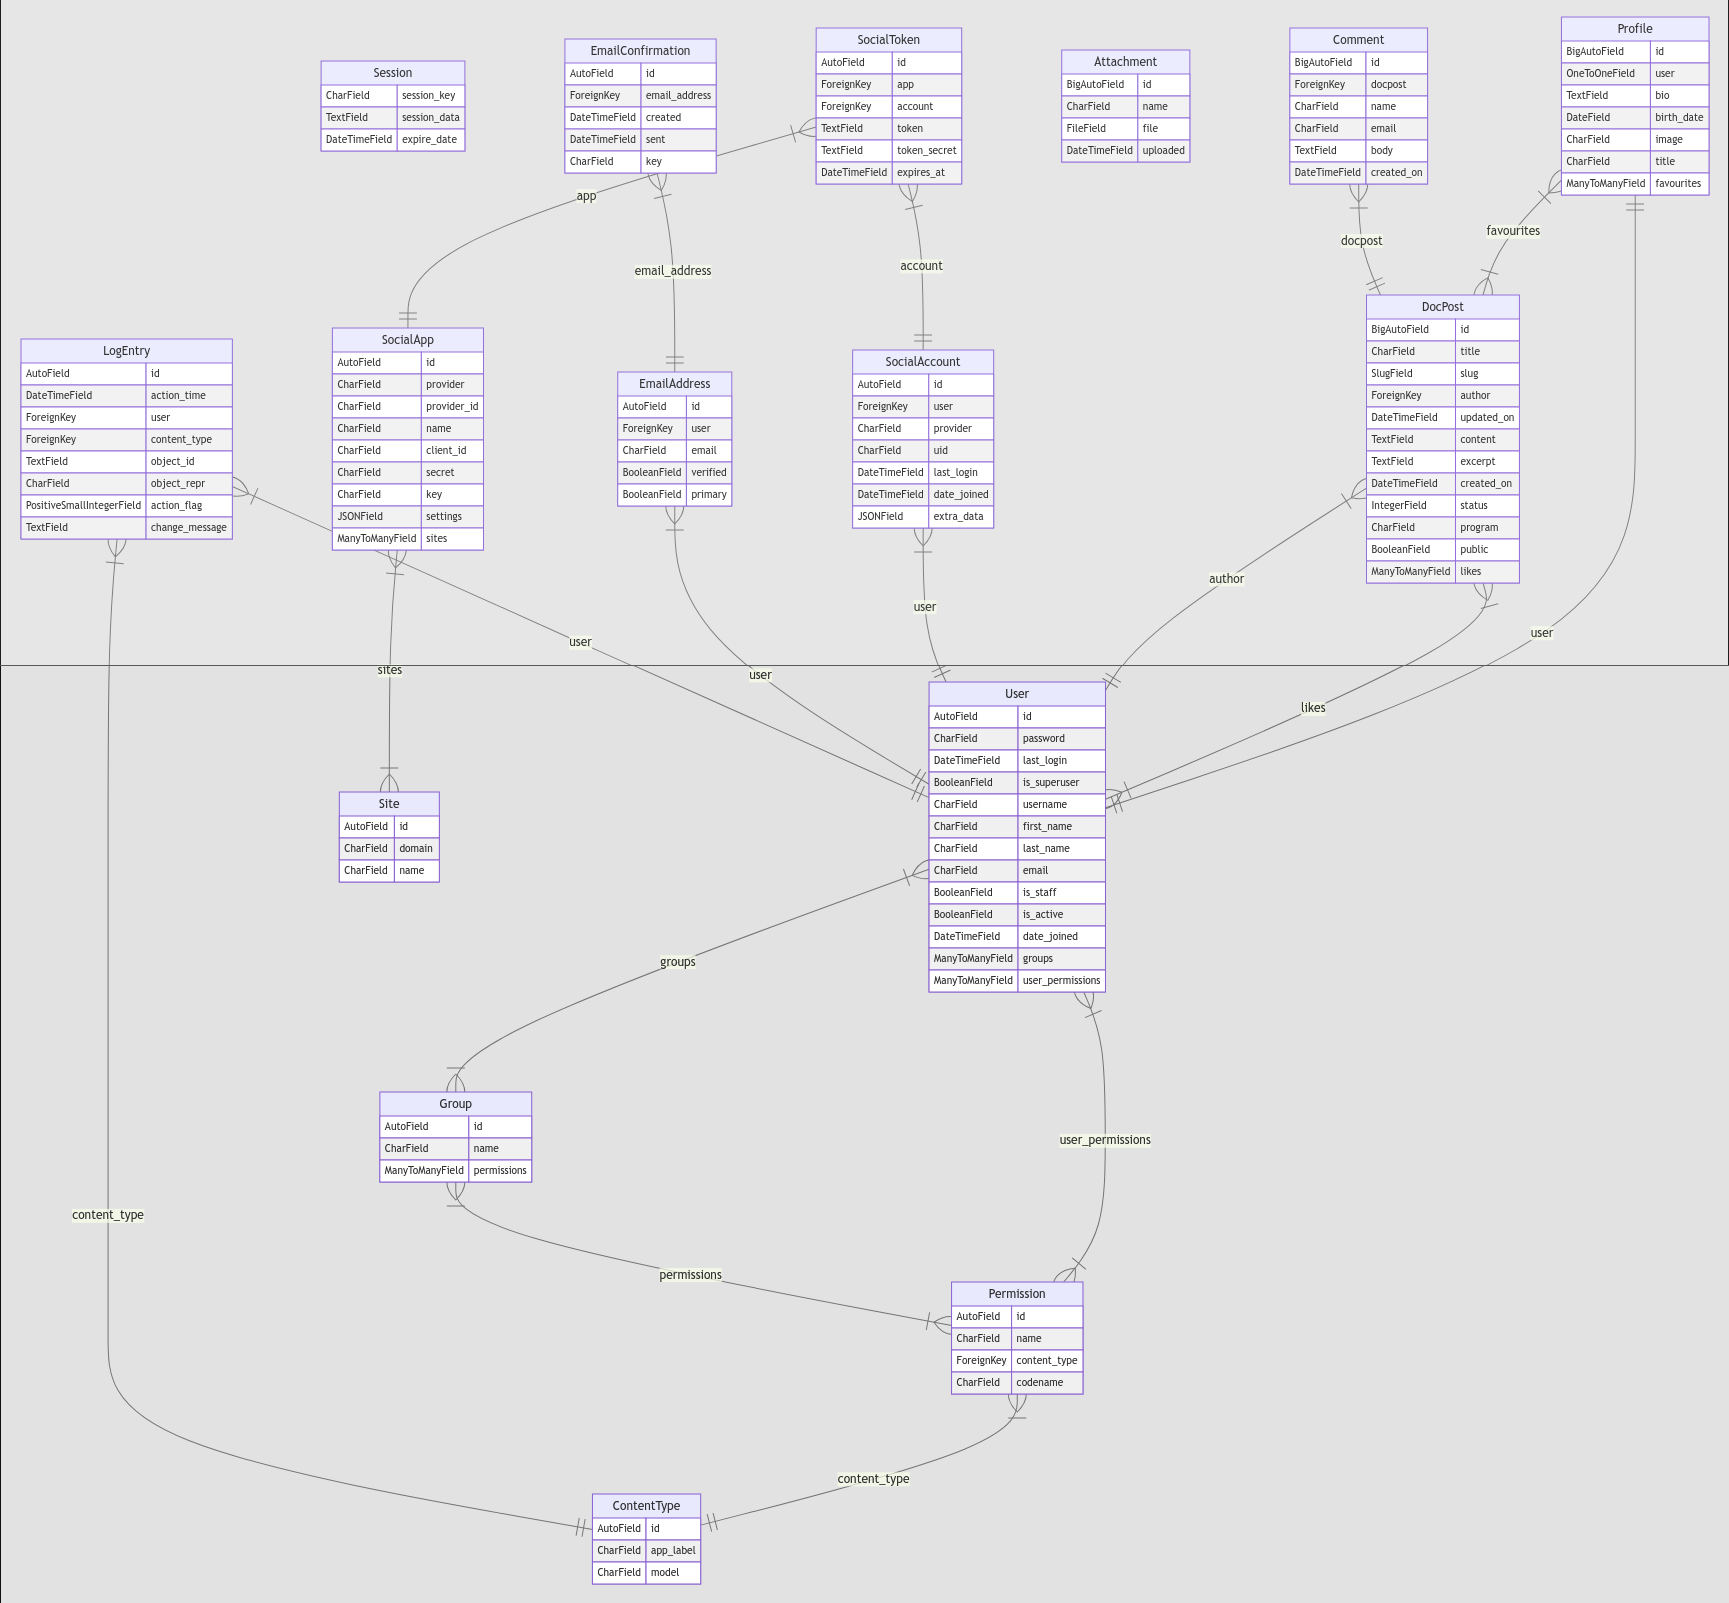 Session
CharField session_key
TextField session_data
DateTimeField expire_date
EmailConfirmation
AutoField id
ForeignKey email_address
DateTimeField created
DateTimeField sent
CharField key
SocialToken
AutoField id
ForeignKey app
ForeignKey account
TextField token
TextField token_secret
DateTimeField expires_at
Attachment
BigAutoField id
CharField name
FileField file
DateTimeField uploaded
Comment
BigAutoField id
ForeignKey docpost
CharField name
CharField email
TextField body
DateTimeField created_on
Profile
BigAutoField id
OneToOneField user
TextField bio
DateField birth_date
CharField image
CharField title
ManyToManyField favourites
app
email_address
account
docpost
favourites
LogEntry
AutoField id
DateTimeField action_time
ForeignKey user
ForeignKey content_type
TextField object_id
CharField object_repr
PositiveSmallIntegerField action_flag
TextField change_message
SocialApp
AutoField id
CharField provider
CharField provider_id
CharField name
CharField client_id
CharField secret
CharField key
JSONField settings
ManyToManyField sites
EmailAddress
AutoField id
ForeignKey user
CharField email
BooleanField verified
BooleanField primary
SocialAccount
AutoField id
ForeignKey user
CharField provider
CharField uid
DateTimeField last_login
DateTimeField date_joined
JSONField extra_data
DocPost
BigAutoField id
CharField title
SlugField slug
ForeignKey author
DateTimeField updated_on
TextField content
TextField excerpt
DateTimeField created_on
IntegerField status
CharField program
BooleanField public
ManyToManyField likes
author
user
user
user
sites
user
likes
User
AutoField id
CharField password
DateTimeField last_login
BooleanField is_superuser
CharField username
CharField first_name
CharField last_name
CharField email
BooleanField is_staff
BooleanField is_active
DateTimeField date_joined
ManyToManyField groups
ManyToManyField user_permissions
Site
AutoField id
CharField domain
CharField name
groups
Group
AutoField id
CharField name
ManyToManyField permissions
user_permissions
content_type
permissions
Permission
AutoField id
CharField name
ForeignKey content_type
CharField codename
content_type
ContentType
AutoField id
CharField app_label
CharField model